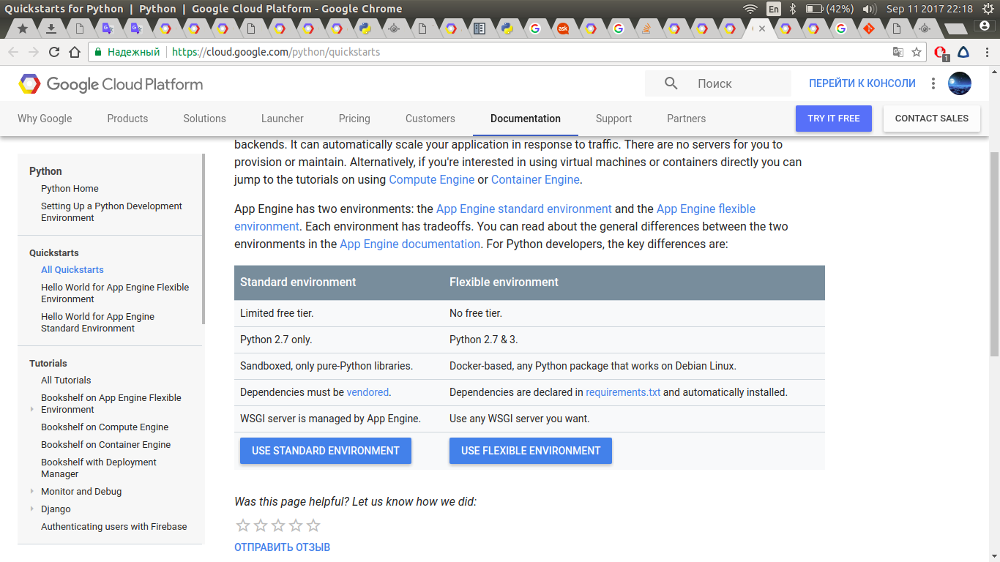 Quickstarts for Python | Python | Google Cloud Platform - Google Chrome
En
(42%)
Sep 11 2017 22:18
ask
Надежный
https://cloud.google.com/python/quickstarts
1
Google Cloud Platform
Поиск
ПЕРЕЙТИ К КОНСОЛИ
Why Google
Products
Solutions
Launcher
Pricing
Customers
Documentation
Support
Partners
TRY IT FREE
CONTACT SALES
Python
Python Home
Setting Up a Python Development
Environment
Quickstarts
All Quickstarts
Hello World for App Engine Flexible
Environment
Hello World for App Engine
Standard Environment
Tutorials
All Tutorials
Bookshelf on App Engine Flexible
Environment
Bookshelf on Compute Engine
Bookshelf on Container Engine
Bookshelf with Deployment
Manager
Monitor and Debug
Django
Authenticating users with Firebase
backends. It can automatically scale your application in response to traffic. There are no servers for you to
provision or maintain. Alternatively, if you're interested in using virtual machines or containers directly you can
jump to the tutorials on using Compute Engine or Container Engine.
App Engine has two environments: the App Engine standard environment and the App Engine flexible
environment. Each environment has tradeoffs. You can read about the general differences between the two
environments in the App Engine documentation. For Python developers, the key differences are:
Standard environment
Flexible environment
Limited free tier.
No free tier.
Python 2.7 only.
Python 2.7 & 3.
Sandboxed, only pure-Python libraries.
Docker-based, any Python package that works on Debian Linux.
Dependencies must be vendored.
Dependencies are declared in requirements.txt and automatically installed.
WSGI server is managed by App Engine.
Use any WSGI server you want.
USE STANDARD ENVIRONMENT
USE FLEXIBLE ENVIRONMENT
Was this page helpful? Let us know how we did:
ОТПРАВИТЬ ОТЗЫВ